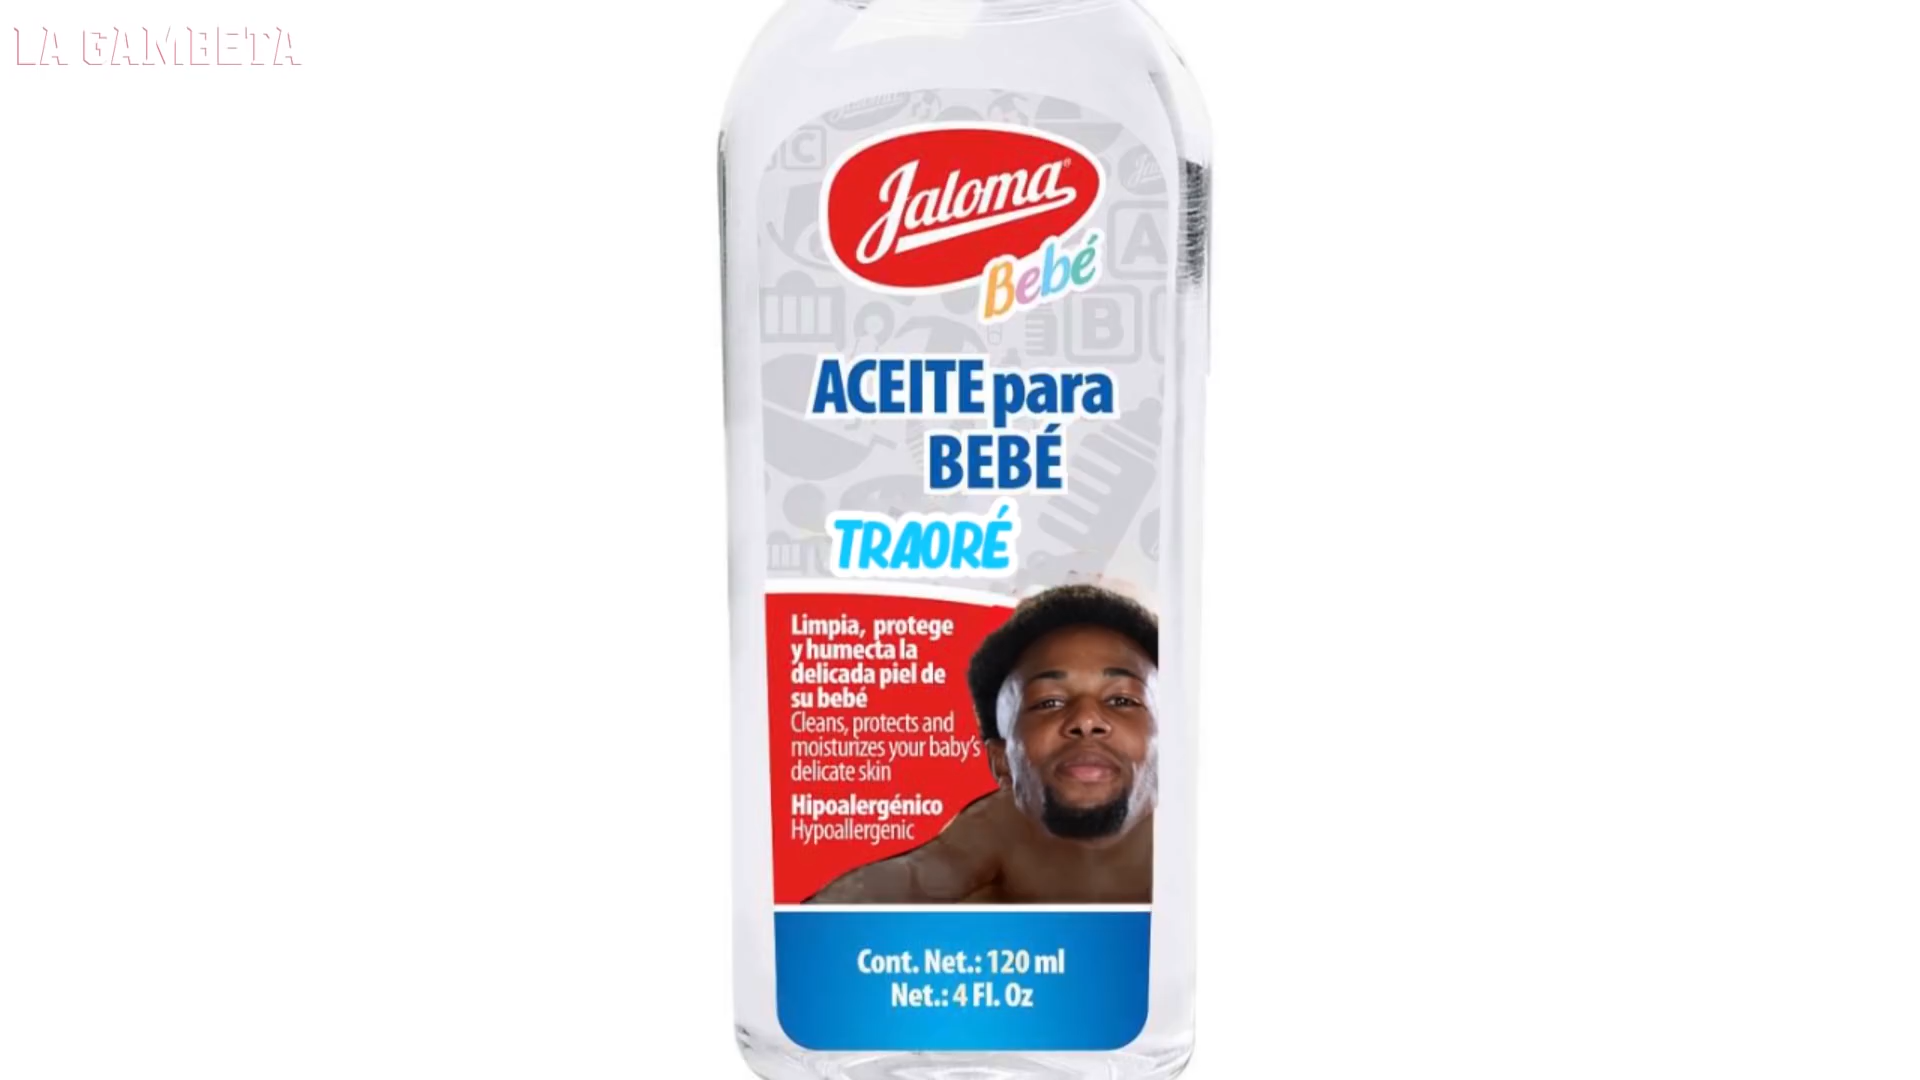 LA GAMBETA
Jaloma®
Bebé
ACEITE para
BEBÉ
TRAORÉ
Limpia, protege
y humecta la
delicada piel de
su bebé
Cleans, protects and
moisturizes your baby's
delicate skin
Hipoalergénico
Hypoallergenic
Cont. Net.: 120 ml
Net.: 4 Fl. Oz